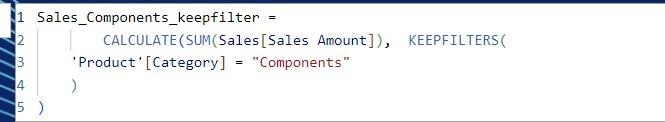 1 Sales_Components_keepfilter =
2 CALCULATE(SUM(Sales[Sales Amount]), KEEPFILTERS(
3 'Product'[Category] = "Components"
4 )
5 )